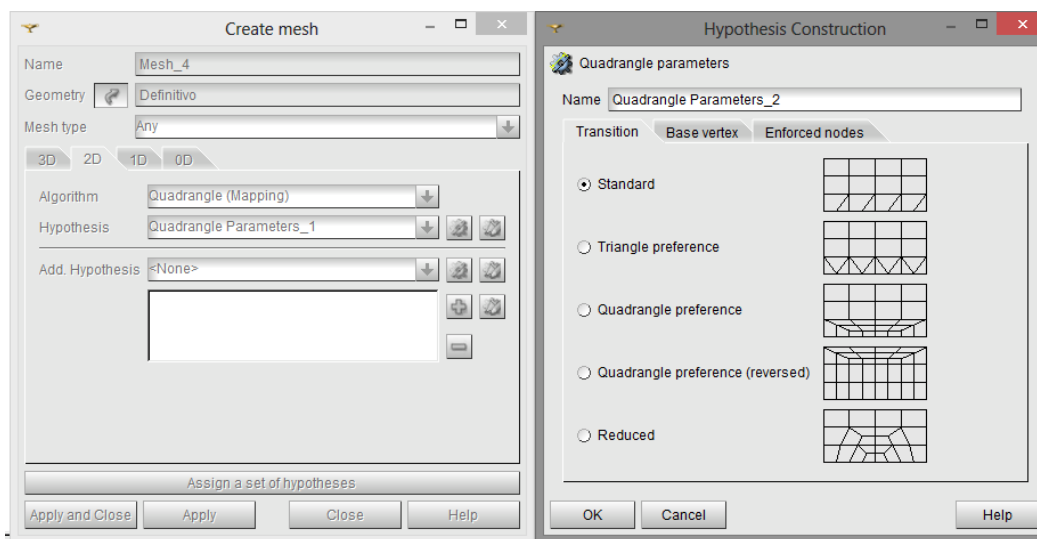 Create mesh
Name Mesh_4
Geometry Definitivo
Mesh type Any
3D 2D 1D 0D
Algorithm Quadrangle (Mapping)
Hypothesis Quadrangle Parameters_1
Add. Hypothesis <None>
Assign a set of hypotheses
Apply and Close Apply Close Help
Hypothesis Construction
Quadrangle parameters
Name Quadrangle Parameters_2
Transition Base vertex Enforced nodes
Standard
Triangle preference
Quadrangle preference
Quadrangle preference (reversed)
Reduced
OK Cancel Help